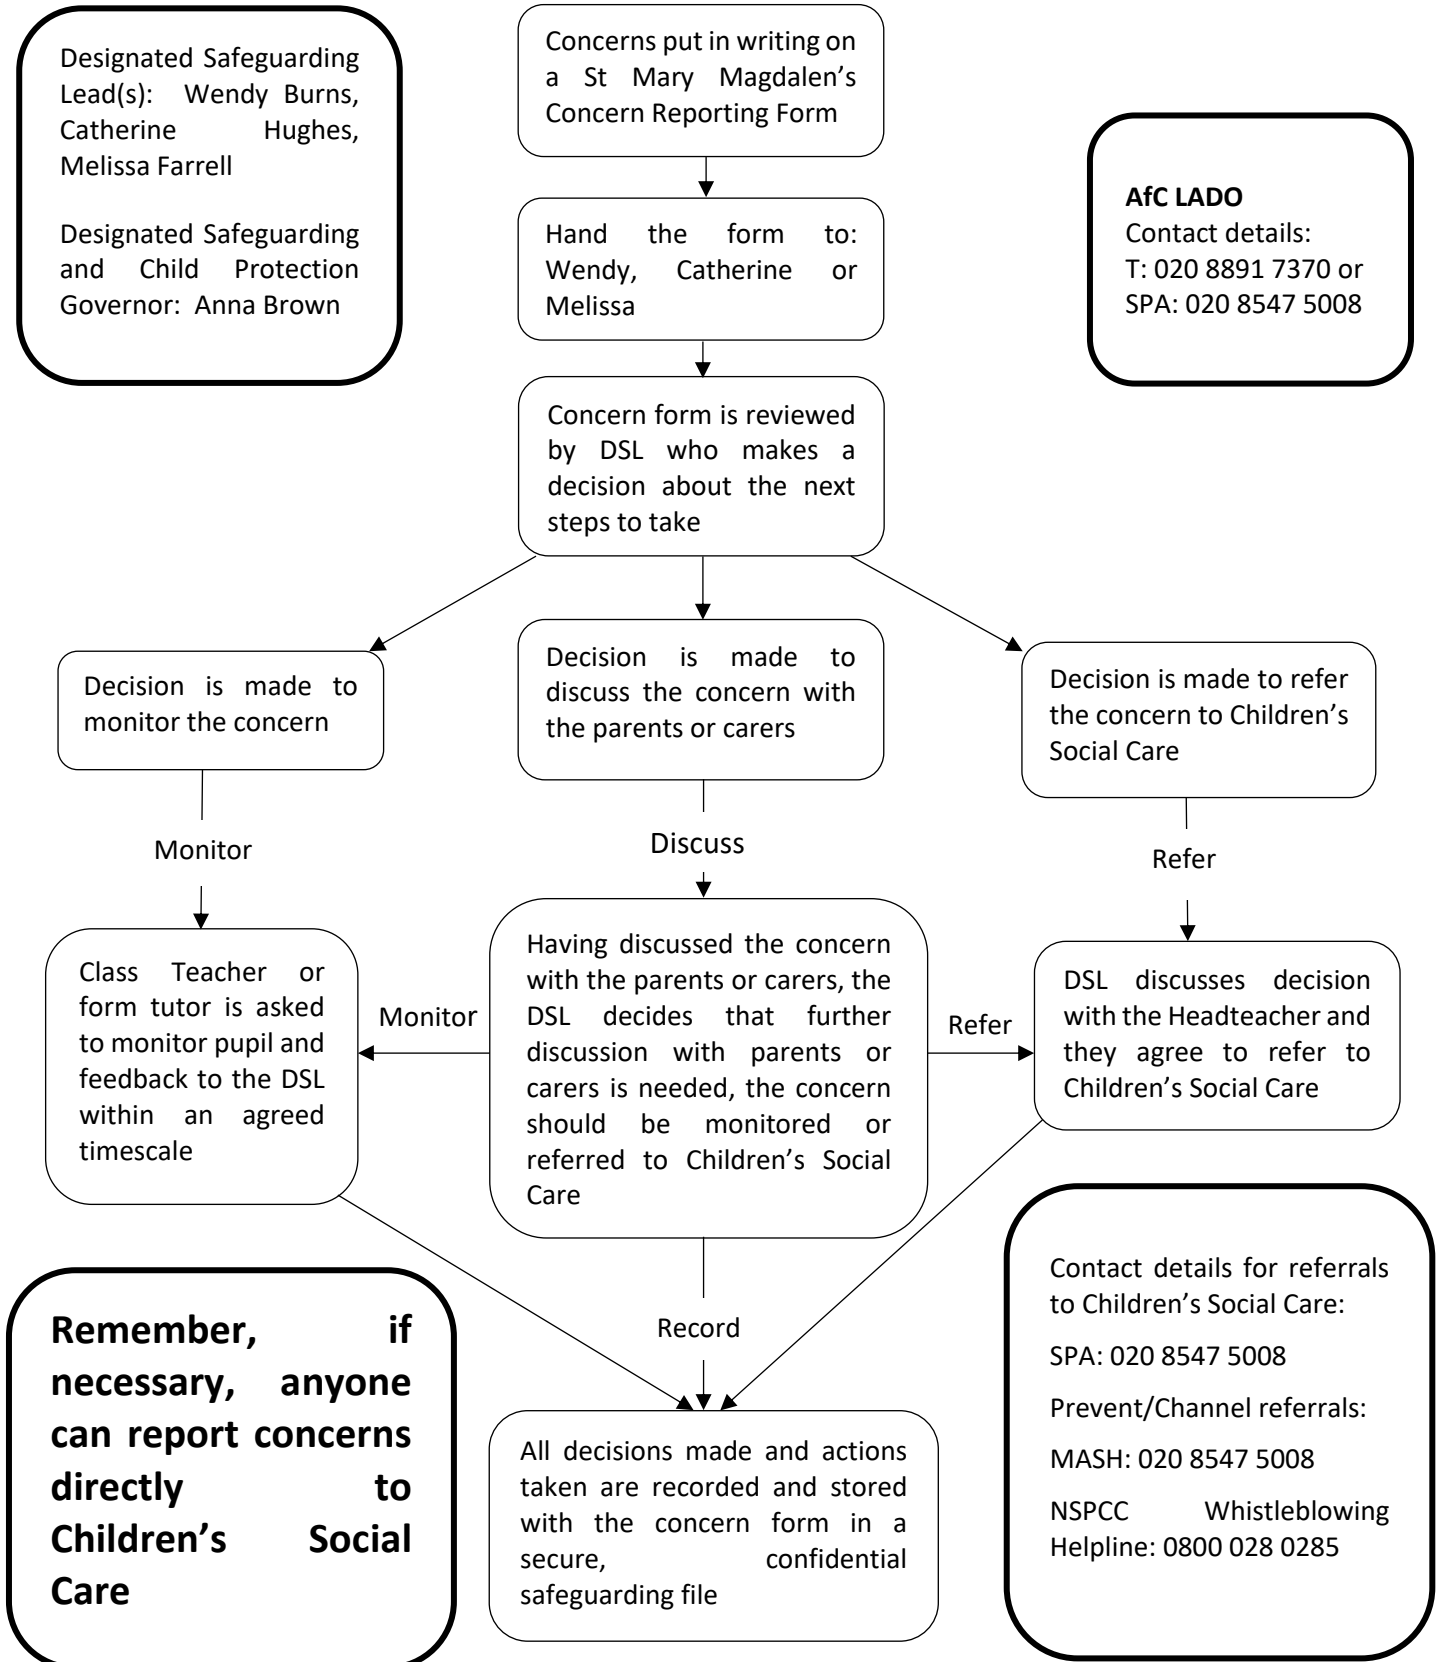 Designated Safeguarding
Lead(s): Wendy Burns,
Catherine Hughes,
Melissa Farrell
Designated Safeguarding
and Child Protection
Governor: Anna Brown
Concerns put in writing on
a St Mary Magdalen’s
Concern Reporting Form
AfC LADO
Contact details:
T: 020 8891 7370 or
SPA: 020 8547 5008
Hand the form to:
Wendy, Catherine or
Melissa
Concern form is reviewed
by DSL who makes a
decision about the next
steps to take
Decision is made to
monitor the concern
Decision is made to
discuss the concern with
the parents or carers
Decision is made to refer
the concern to Children’s
Social Care
Monitor
Discuss
Refer
Class Teacher or
form tutor is asked
to monitor pupil and
feedback to the DSL
within an agreed
timescale
Monitor
Having discussed the concern
with the parents or carers, the
DSL decides that further
discussion with parents or
carers is needed, the concern
should be monitored or
referred to Children’s Social
Care
Refer
DSL discusses decision
with the Headteacher and
they agree to refer to
Children’s Social Care
Remember, if
necessary, anyone
can report concerns
directly to
Children’s Social
Care
Record
All decisions made and actions
taken are recorded and stored
with the concern form in a
secure, confidential
safeguarding file
Contact details for referrals
to Children’s Social Care:
SPA: 020 8547 5008
Prevent/Channel referrals:
MASH: 020 8547 5008
NSPCC Whistleblowing
Helpline: 0800 028 0285